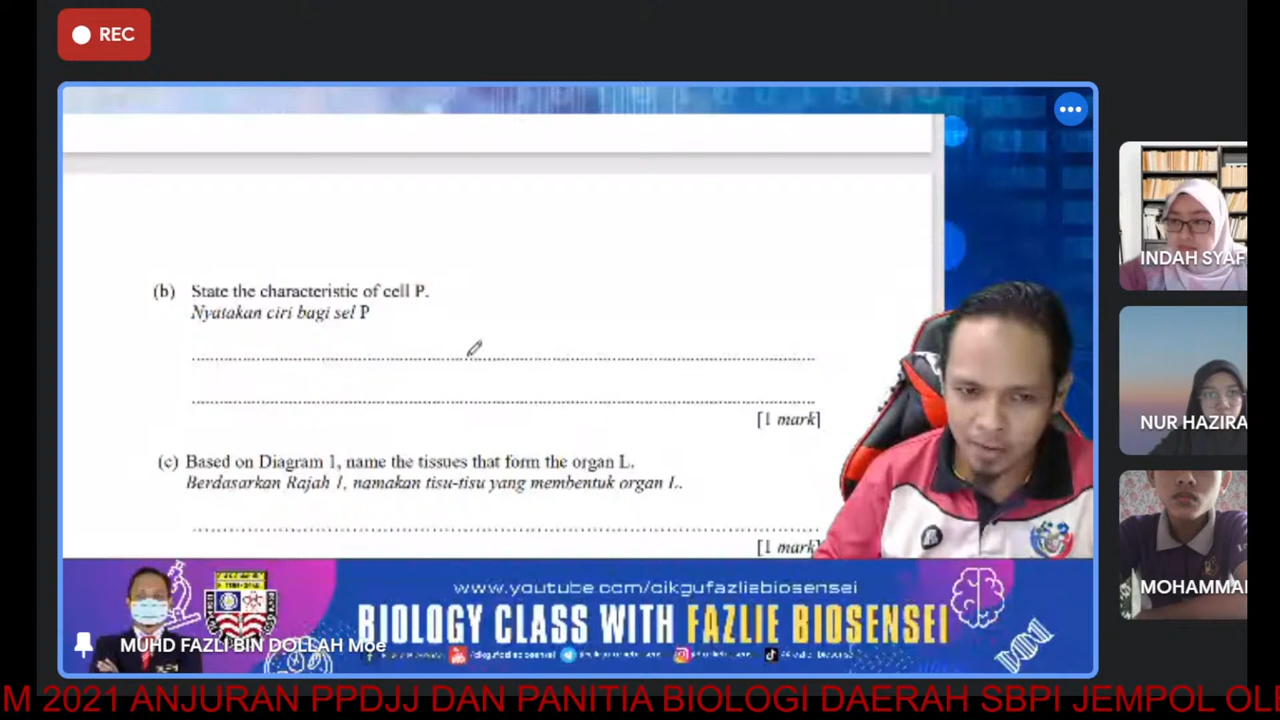 REC
(b) State the characteristic of cell P.
Nyatakan ciri bagi sel P
[1 mark]
(c) Based on Diagram 1, name the tissues that form the organ L.
Berdasarkan Rajah 1, namakan tisu-tisu yang membentuk organ L.
[1 mark]
INDAH SYAF
NUR HAZIRA
MOHAMMAI
www.youtube.com/cikgufazliebiosensei
BIOLOGY CLASS WITH FAZLIE BIOSENSEI
MUHD FAZLI BIN DOLLAH Moe
M 2021 ANJURAN PPDJJ DAN PANITIA BIOLOGI DAERAH SBPI JEMPOL OLE